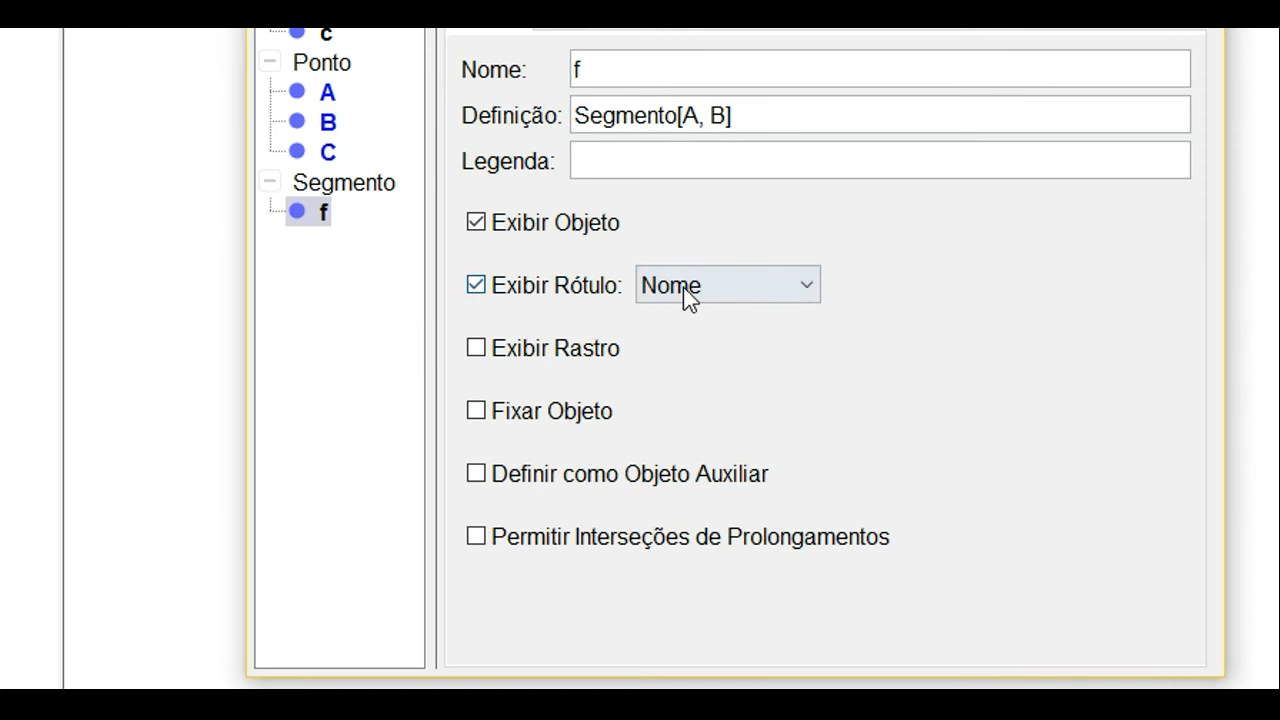 c
Ponto
A
B
C
Segmento
f
Nome: f
Definição: Segmento[A, B]
Legenda:
Exibir Objeto
Exibir Rótulo: Nome
Exibir Rastro
Fixar Objeto
Definir como Objeto Auxiliar
Permitir Interseções de Prolongamentos